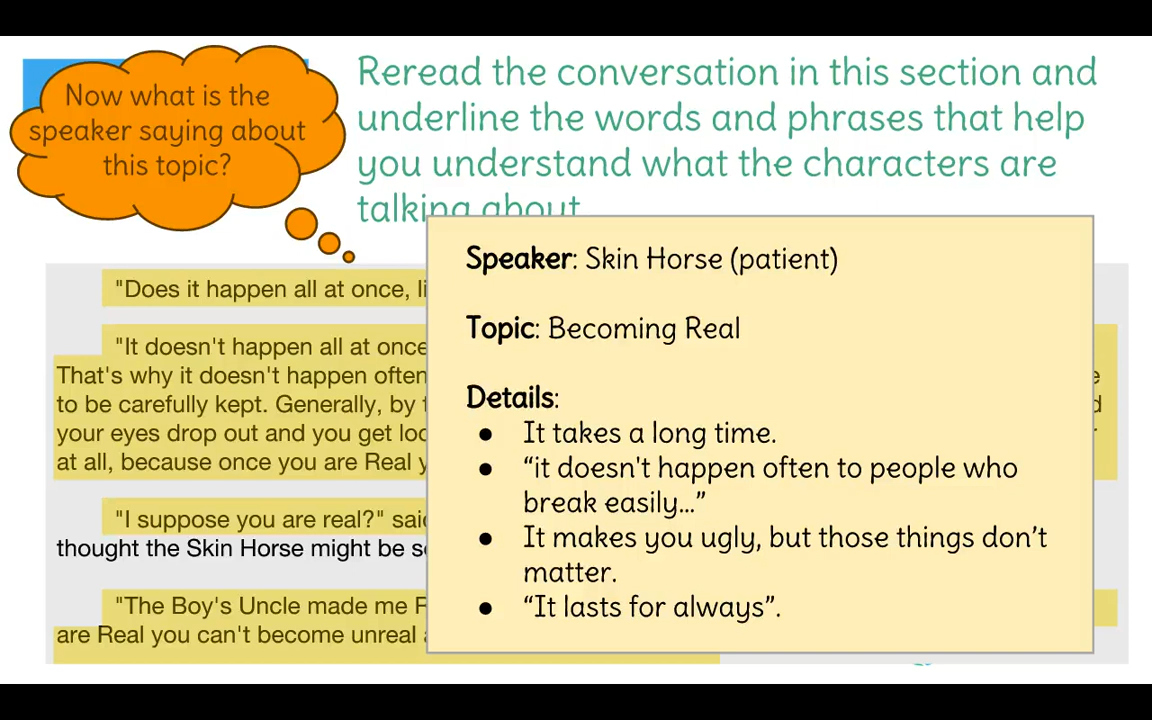 Now what is the
speaker saying about
this topic?
Reread the conversation in this section and
underline the words and phrases that help
you understand what the characters are
talking about
"Does it happen all at once, li
"It doesn't happen all at once
That's why it doesn't happen often
to be carefully kept. Generally, by
your eyes drop out and you get loo
at all, because once you are Real y
"I suppose you are real?" said
thought the Skin Horse might be se
"The Boy's Uncle made me R
are Real you can't become unreal a
Speaker: Skin Horse (patient)
Topic: Becoming Real
Details:
● It takes a long time.
● “it doesn't happen often to people who
break easily...”
● It makes you ugly, but those things don’t
matter.
● “It lasts for always”.